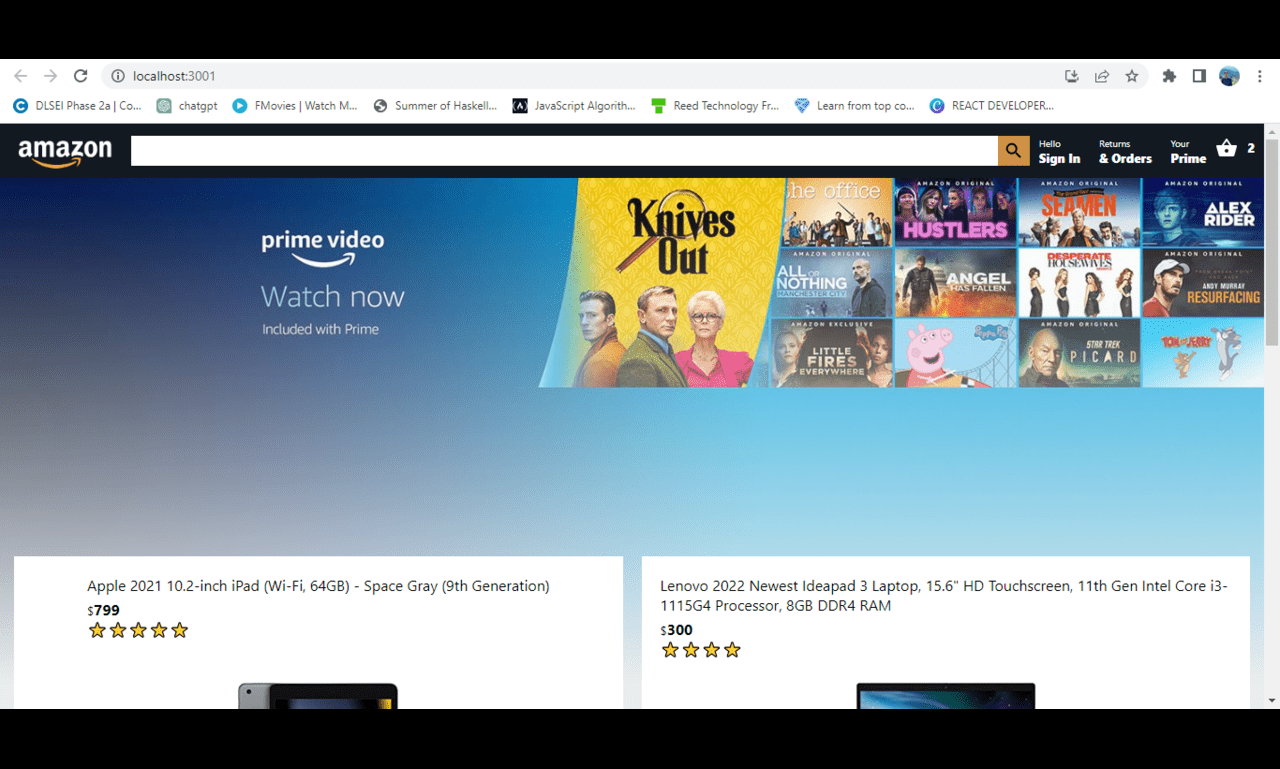 localhost:3001
DLSEI Phase 2a | Co... chatgpt FMovies | Watch M... Summer of Haskell... JavaScript Algorith... Reed Technology Fr... Learn from top co... REACT DEVELOPER...
amazon
Hello
Sign In
Returns
& Orders
Your
Prime
2
prime video
Watch now
Included with Prime
Knives
Out
the office
AMAZON ORIGINAL
HUSTLERS
AMAZON ORIGINAL
SEAMEN
AMAZON ORIGINAL
ALEX
RIDER
AMAZON ORIGINAL
ALL OR
NOTHING
MANCHESTER CITY
ANGEL
HAS FALLEN
DESPERATE
HOUSEWIVES
AMAZON ORIGINAL
ANDY MURRAY
RESURFACING
AMAZON EXCLUSIVE
LITTLE
FIRES
EVERYWHERE
Peppa Pig
AMAZON ORIGINAL
STAR TREK
PICARD
TOM and JERRY
Apple 2021 10.2-inch iPad (Wi-Fi, 64GB) - Space Gray (9th Generation)
$799
Lenovo 2022 Newest Ideapad 3 Laptop, 15.6" HD Touchscreen, 11th Gen Intel Core i3-
1115G4 Processor, 8GB DDR4 RAM
$300